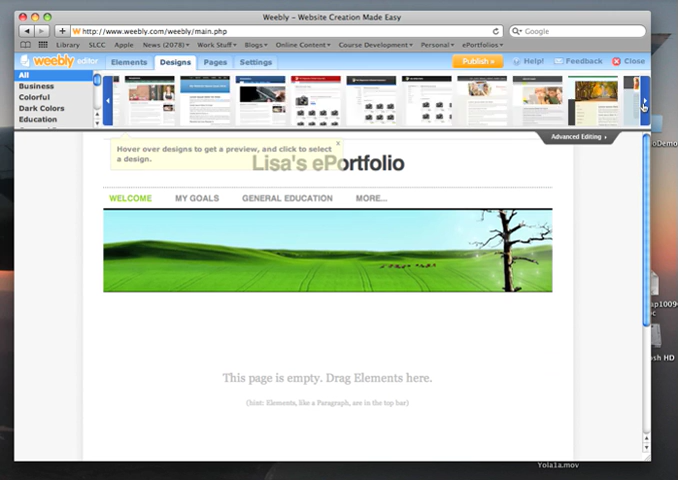 Weebly – Website Creation Made Easy
http://www.weebly.com/weebly/main.php
Google
Library SLCC Apple News (2078) Work Stuff Blogs Online Content Course Development Personal ePortfolios
weebly editor Elements Designs Pages Settings Publish Help! Feedback Close
All
Business
Colorful
Dark Colors
Education
Advanced Editing
Hover over designs to get a preview, and click to select
a design.
x
Lisa's ePortfolio
WELCOME MY GOALS GENERAL EDUCATION MORE...
This page is empty. Drag Elements here.
(hint: Elements, like a Paragraph, are in the top bar)
Yola1a.mov